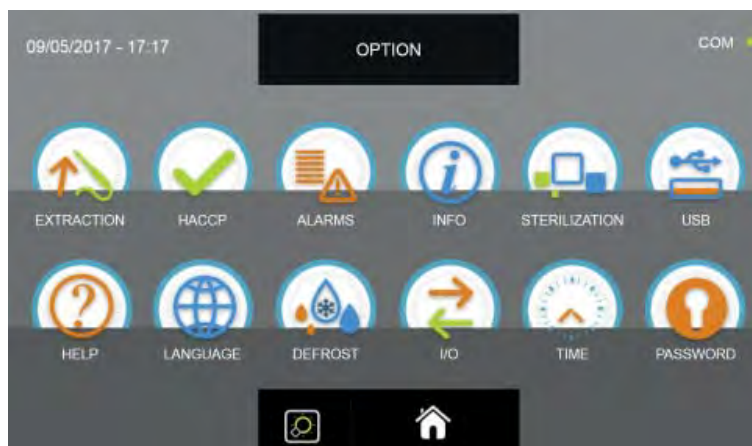 09/05/2017 - 17:17
OPTION
COM
EXTRACTION
HACCP
ALARMS
INFO
STERILIZATION
USB
HELP
LANGUAGE
DEFROST
I/O
TIME
PASSWORD